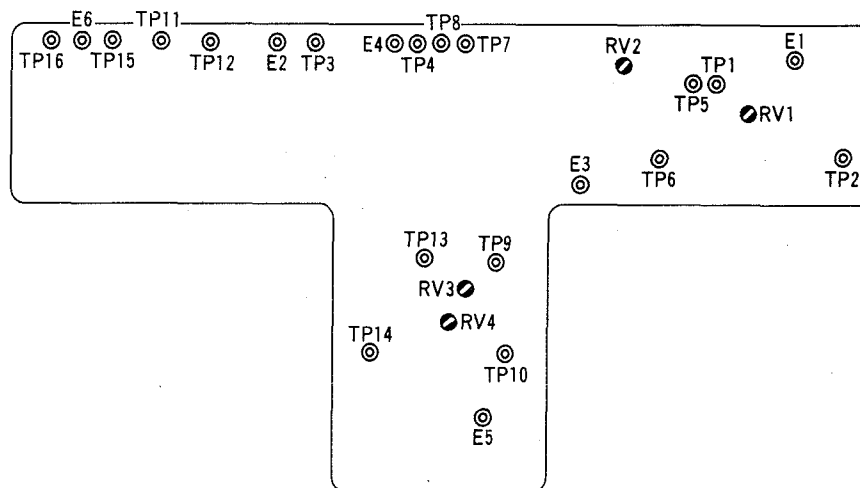 E6 TP11 TP8
TP16 TP15 TP12 E2 TP3 E4 TP4 TP7
RV2 E1
TP5 TP1
RV1
E3 TP6 TP2
TP13 TP9
RV3
RV4
TP14 TP10
E5